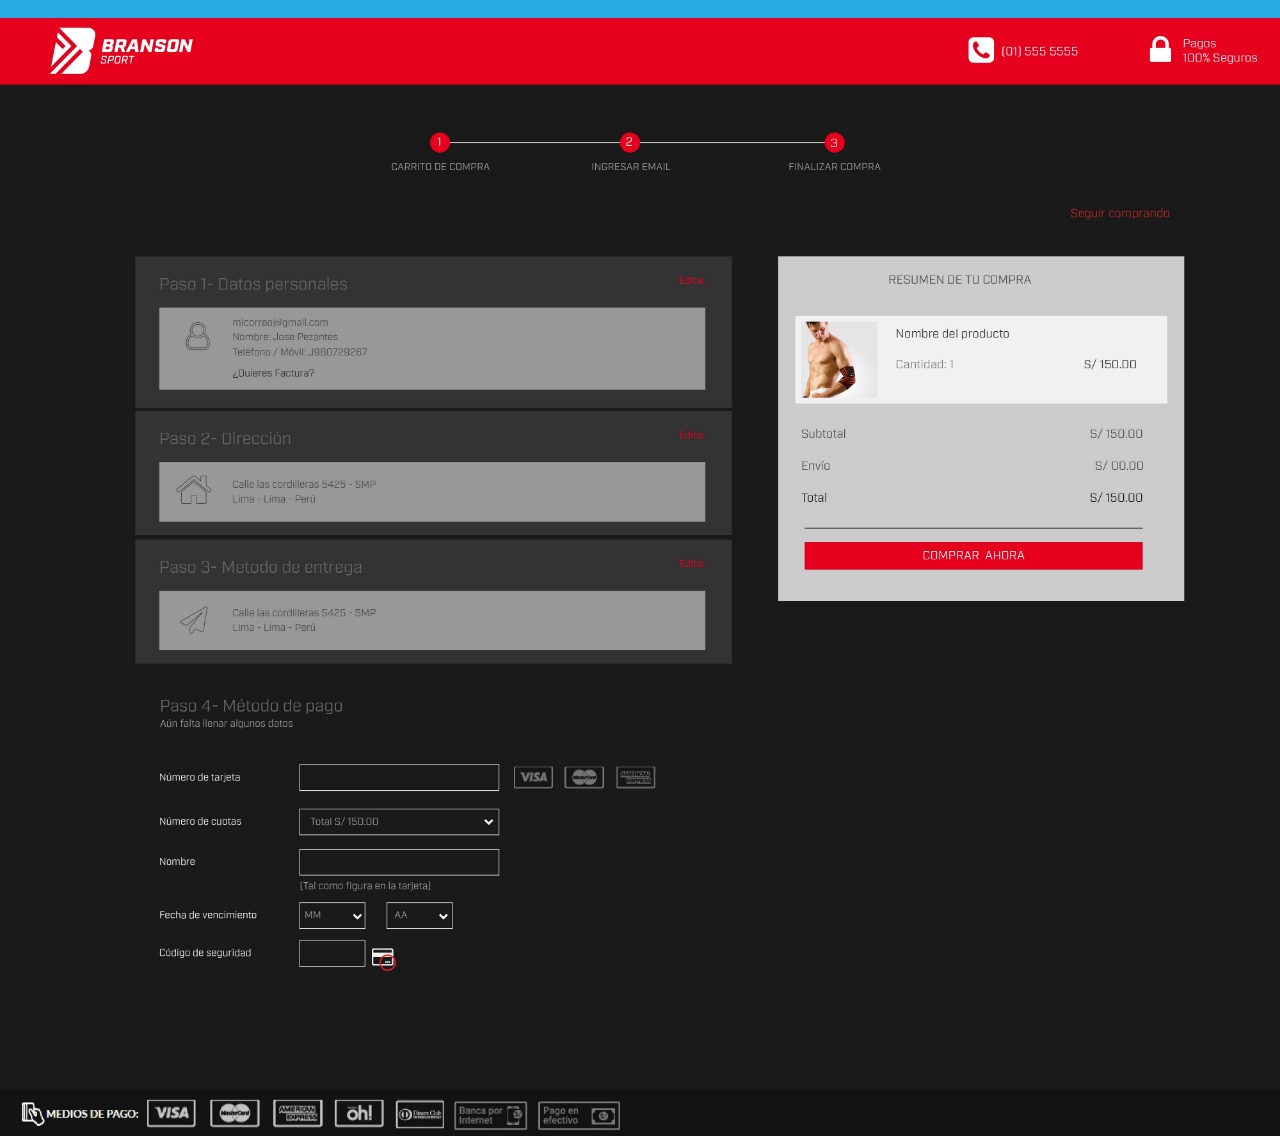 BRANSON
SPORT
(01) 555 5555
Pagos
100% Seguros
1
2
3
CARRITO DE COMPRA
INGRESAR EMAIL
FINALIZAR COMPRA
Seguir comprando
Paso 1- Datos personales
Editar
micorreo@gmail.com
Nombre: Jose Pezantes
Teléfono / Móvil: J980729267
¿Quieres Factura?
Paso 2- Dirección
Editar
Calle las cordilleras 5425 - SMP
Lima - Lima - Perú
Paso 3- Metodo de entrega
Editar
Calle las cordilleras 5425 - SMP
Lima - Lima - Perú
RESUMEN DE TU COMPRA
Nombre del producto
Cantidad: 1
S/ 150.00
Subtotal
S/ 150.00
Envío
S/ 00.00
Total
S/ 150.00
COMPRAR AHORA
Paso 4- Método de pago
Aún falta llenar algunos datos
Número de tarjeta
VISA
MasterCard
AMERICAN EXPRESS
Número de cuotas
Total S/ 150.00
Nombre
(Tal como figura en la tarjeta)
Fecha de vencimiento
MM
AA
Código de seguridad
MEDIOS DE PAGO:
VISA
MasterCard
AMERICAN EXPRESS
oh!
Diners Club
INTERNATIONAL
Banca por
Internet
Pago en
efectivo